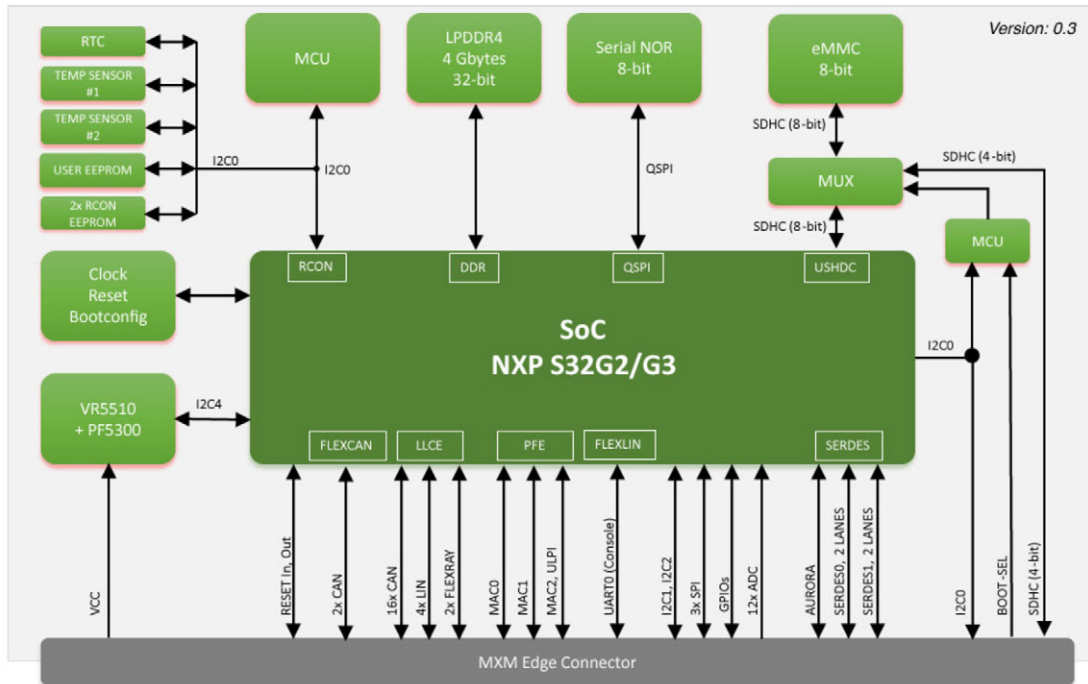 Version: 0.3
RTC
TEMP SENSOR
#1
TEMP SENSOR
#2
USER EEPROM
2x RCON
EEPROM
I2C0
MCU
I2C0
LPDDR4
4 Gbytes
32-bit
Serial NOR
8-bit
QSPI
eMMC
8-bit
SDHC (8-bit)
MUX
SDHC (4-bit)
SDHC (8-bit)
MCU
Clock
Reset
Bootconfig
VR5510
+ PF5300
I2C4
RCON
DDR
QSPI
USHDC
SoC
NXP S32G2/G3
I2C0
FLEXCAN
LLCE
PFE
FLEXLIN
SERDES
VCC
RESET In, Out
2x CAN
16x CAN
4x LIN
2x FLEXRAY
MAC0
MAC1
MAC2, ULPI
UART0 (Console)
I2C1, I2C2
3x SPI
GPIOs
12x ADC
AURORA
SERDES0, 2 LANES
SERDES1, 2 LANES
I2C0
BOOT-SEL
SDHC (4-bit)
MXM Edge Connector